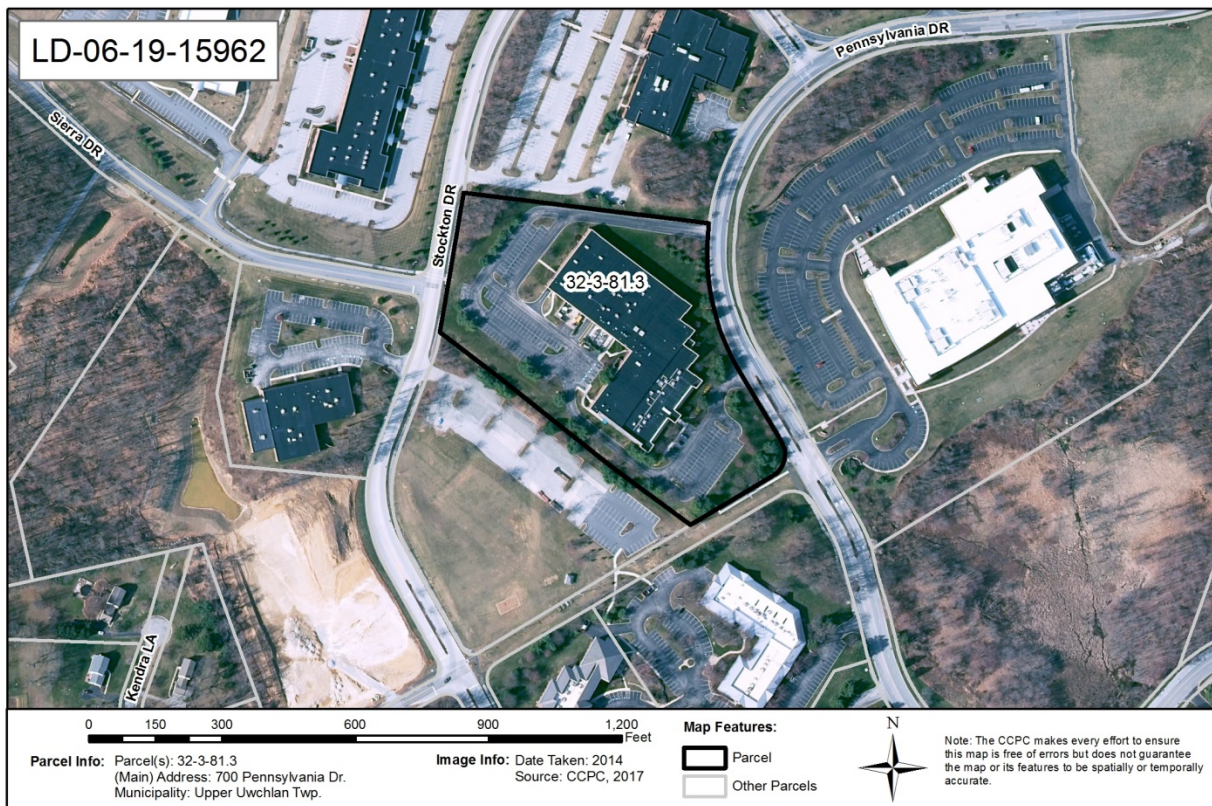 LD-06-19-15962
Pennsylvania DR
Sierra DR
Stockton DR
32-3-81.3
Kendra LA
0 150 300 600 900 1,200
Feet
Parcel Info: Parcel(s): 32-3-81.3
(Main) Address: 700 Pennsylvania Dr.
Municipality: Upper Uwchlan Twp.
Image Info: Date Taken: 2014
Source: CCPC, 2017
Map Features:
Parcel
Other Parcels
N
Note: The CCPC makes every effort to ensure
this map is free of errors but does not guarantee
the map or its features to be spatially or temporally
accurate.